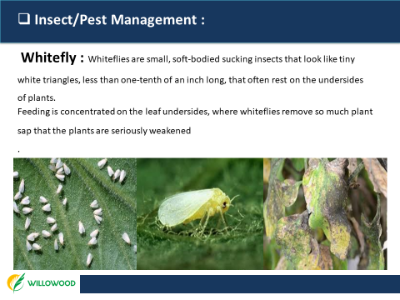 ❑ Insect/Pest Management :
Whitefly : Whiteflies are small, soft-bodied sucking insects that look like tiny
white triangles, less than one-tenth of an inch long, that often rest on the undersides
of plants.
Feeding is concentrated on the leaf undersides, where whiteflies remove so much plant
sap that the plants are seriously weakened
.
WILLOWOOD